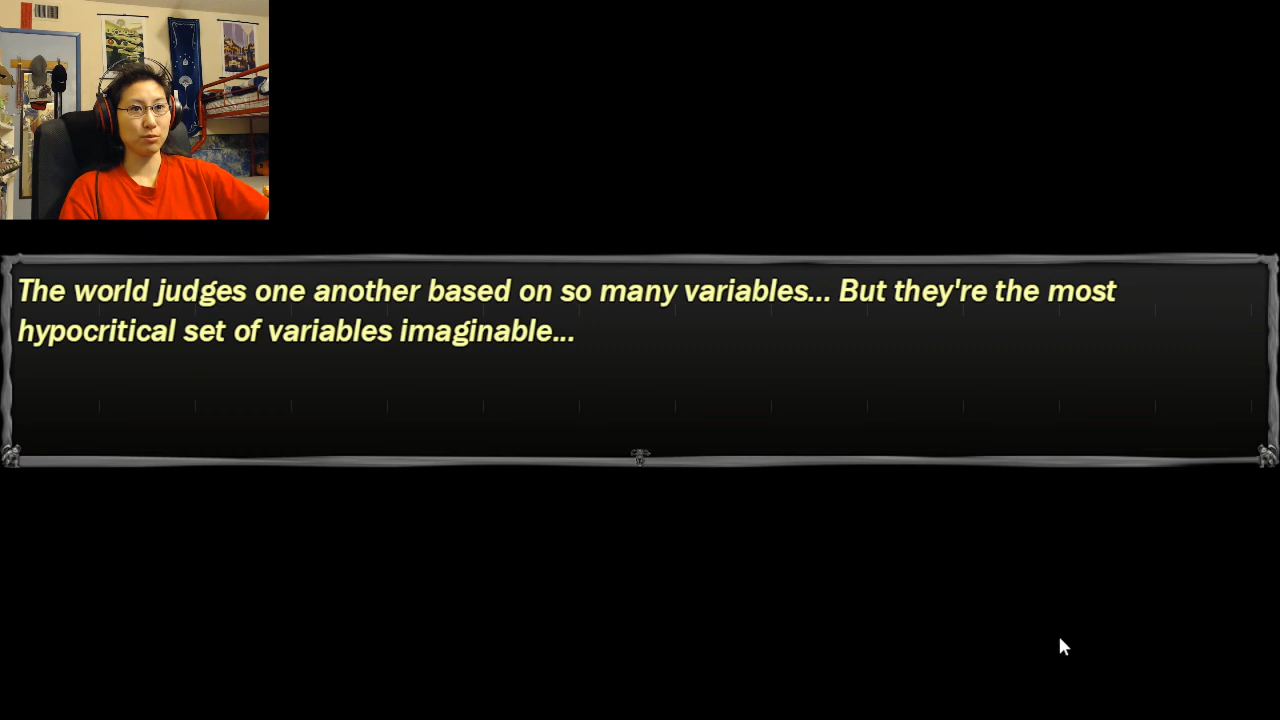 The world judges one another based on so many variables... But they're the most
hypocritical set of variables imaginable...